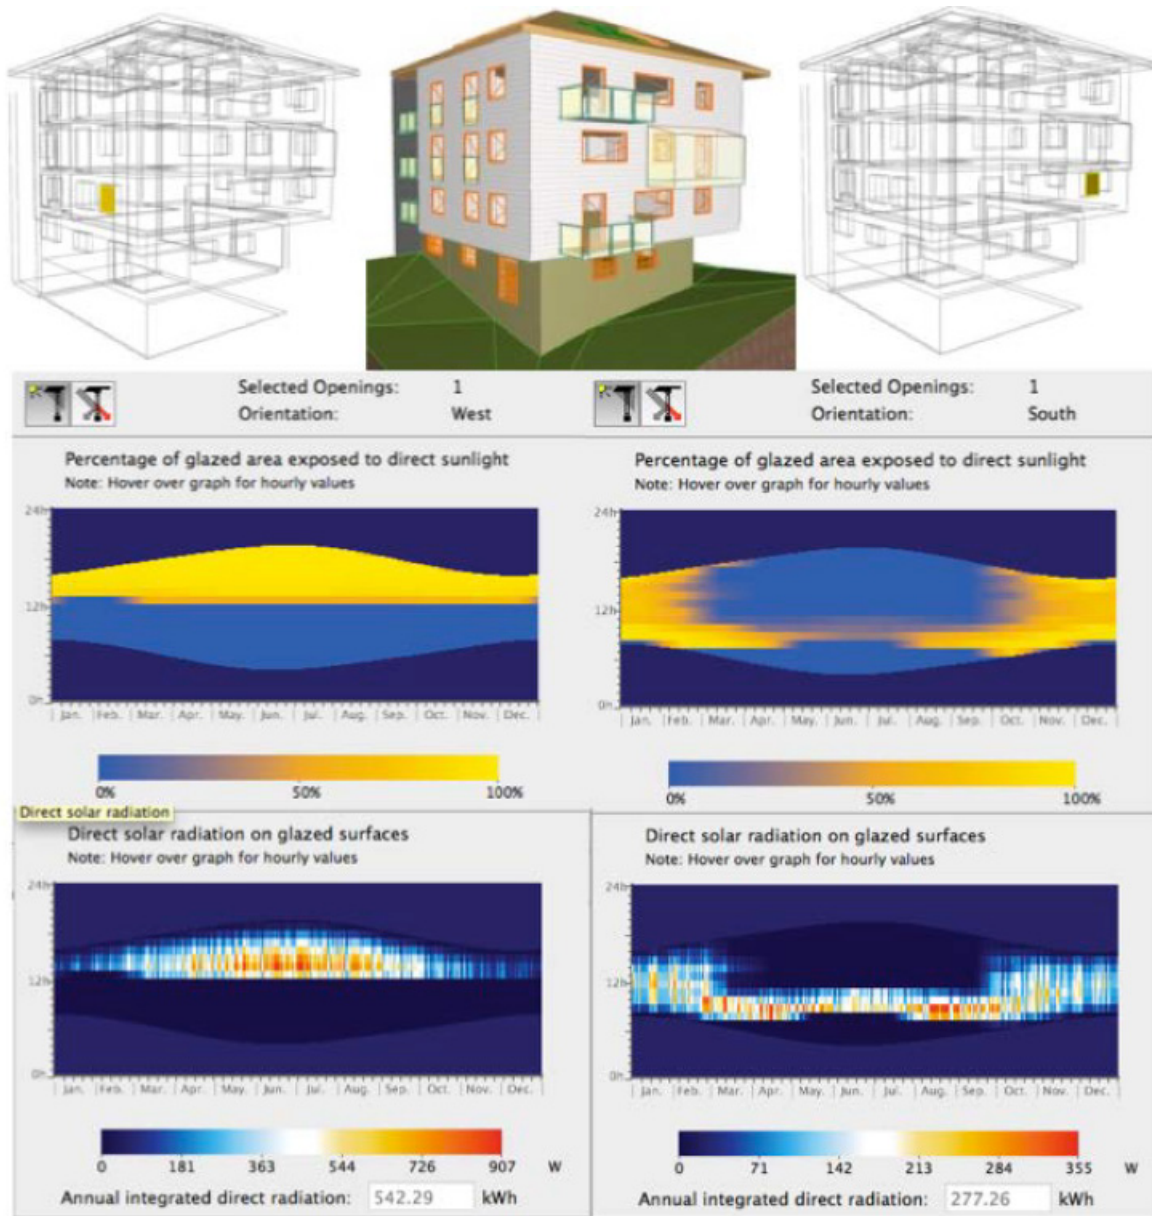 Selected Openings: 1
Orientation: West
Percentage of glazed area exposed to direct sunlight
Note: Hover over graph for hourly values
24h
12h
0h
Jan. Feb. Mar. Apr. May. Jun. Jul. Aug. Sep. Oct. Nov. Dec.
0% 50% 100%
Direct solar radiation
Direct solar radiation on glazed surfaces
Note: Hover over graph for hourly values
24h
12h
0h
Jan. Feb. Mar. Apr. May. Jun. Jul. Aug. Sep. Oct. Nov. Dec.
0 181 363 544 726 907 W
Annual integrated direct radiation: 542.29 kWh
Selected Openings: 1
Orientation: South
Percentage of glazed area exposed to direct sunlight
Note: Hover over graph for hourly values
24h
12h
0h
Jan. Feb. Mar. Apr. May. Jun. Jul. Aug. Sep. Oct. Nov. Dec.
0% 50% 100%
Direct solar radiation on glazed surfaces
Note: Hover over graph for hourly values
24h
12h
0h
Jan. Feb. Mar. Apr. May. Jun. Jul. Aug. Sep. Oct. Nov. Dec.
0 71 142 213 284 355 W
Annual integrated direct radiation: 277.26 kWh